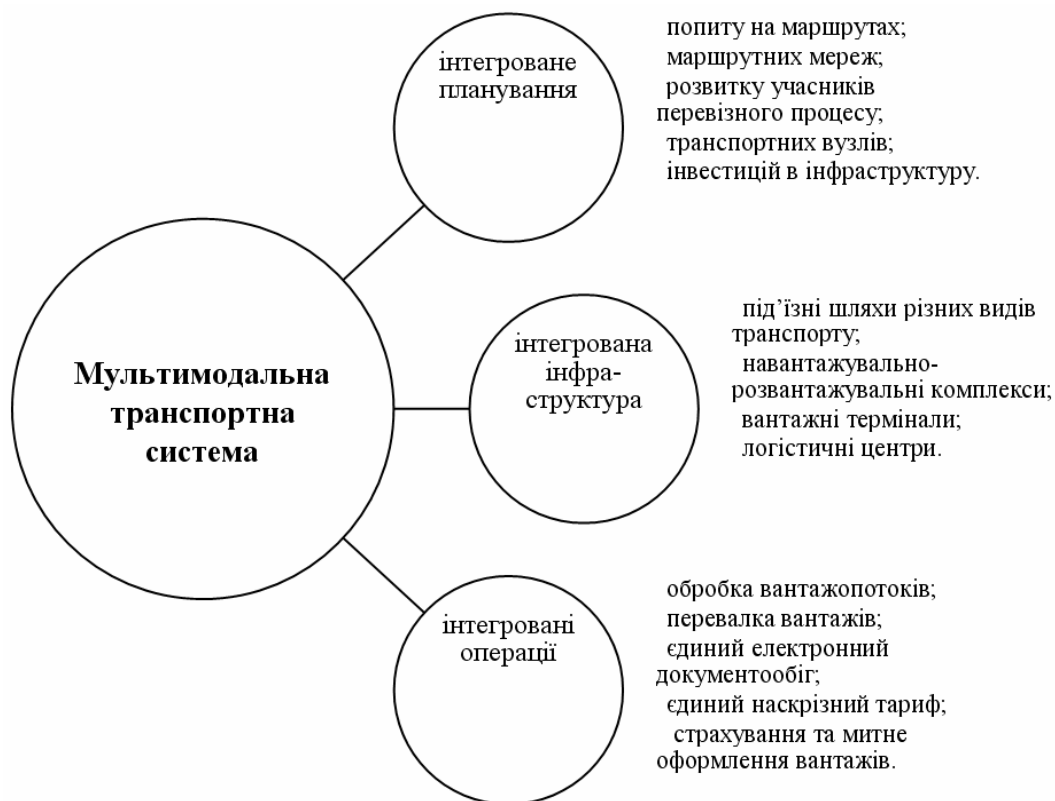 інтегроване
планування
попиту на маршрутах;
маршрутних мереж;
розвитку учасників
перевізного процесу;
транспортних вузлів;
інвестицій в інфраструктуру.
Мультимодальна
транспортна
система
інтегрована
інфра-
структура
під’їзні шляхи різних видів
транспорту;
навантажувально-
розвантажувальні комплекси;
вантажні термінали;
логістичні центри.
інтегровані
операції
обробка вантажопотоків;
перевалка вантажів;
єдиний електронний
документообіг;
єдиний наскрізний тариф;
страхування та митне
оформлення вантажів.